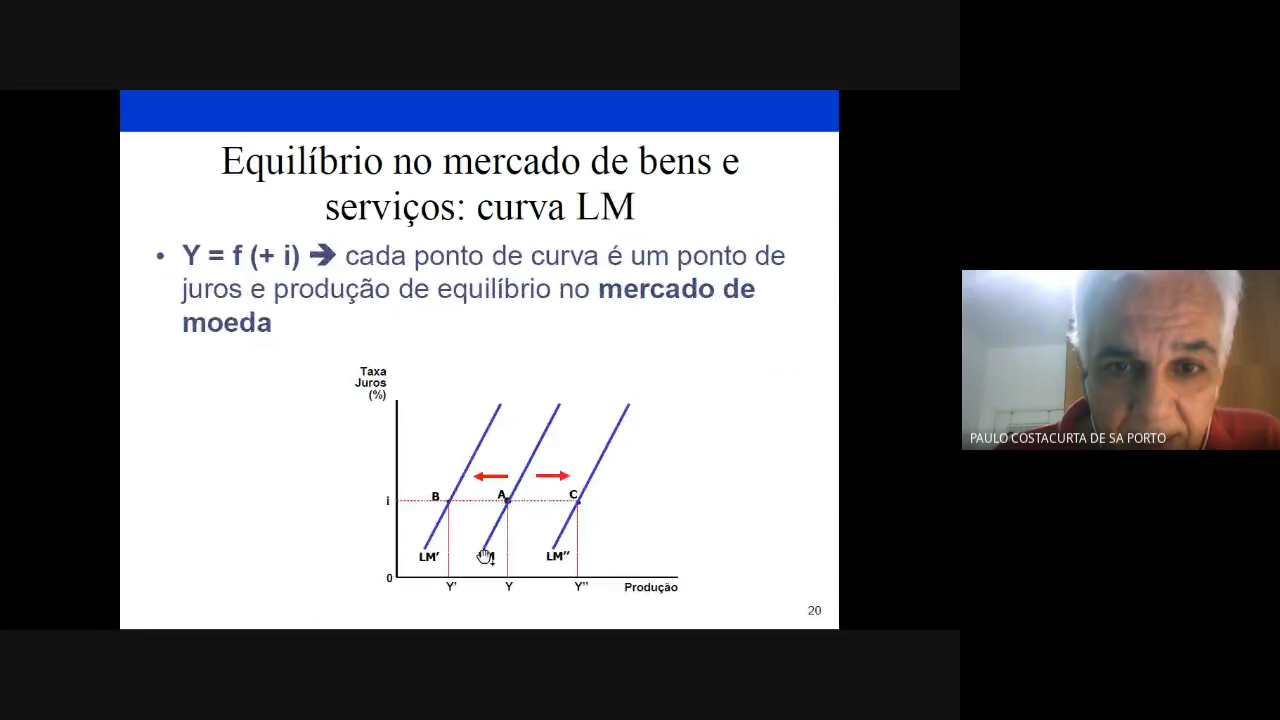 Equilíbrio no mercado de bens e
serviços: curva LM
• Y = f (+ i) ➔ cada ponto de curva é um ponto de
juros e produção de equilíbrio no mercado de
moeda
Taxa
Juros
(%)
B
A
C
i
LM'
LM"
0
Y'
Y
Y"
Produção
20
PAULO COSTACURTA DE SA PORTO